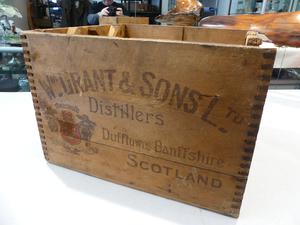 Wm. GRANT & SONS LTD
Distillers
Dufftown, Banffshire
SCOTLAND